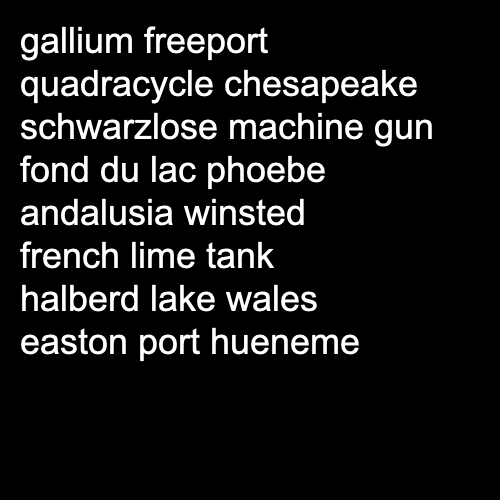 gallium freeport
quadracycle chesapeake
schwarzlose machine gun
fond du lac phoebe
andalusia winsted
french lime tank
halberd lake wales
easton port hueneme